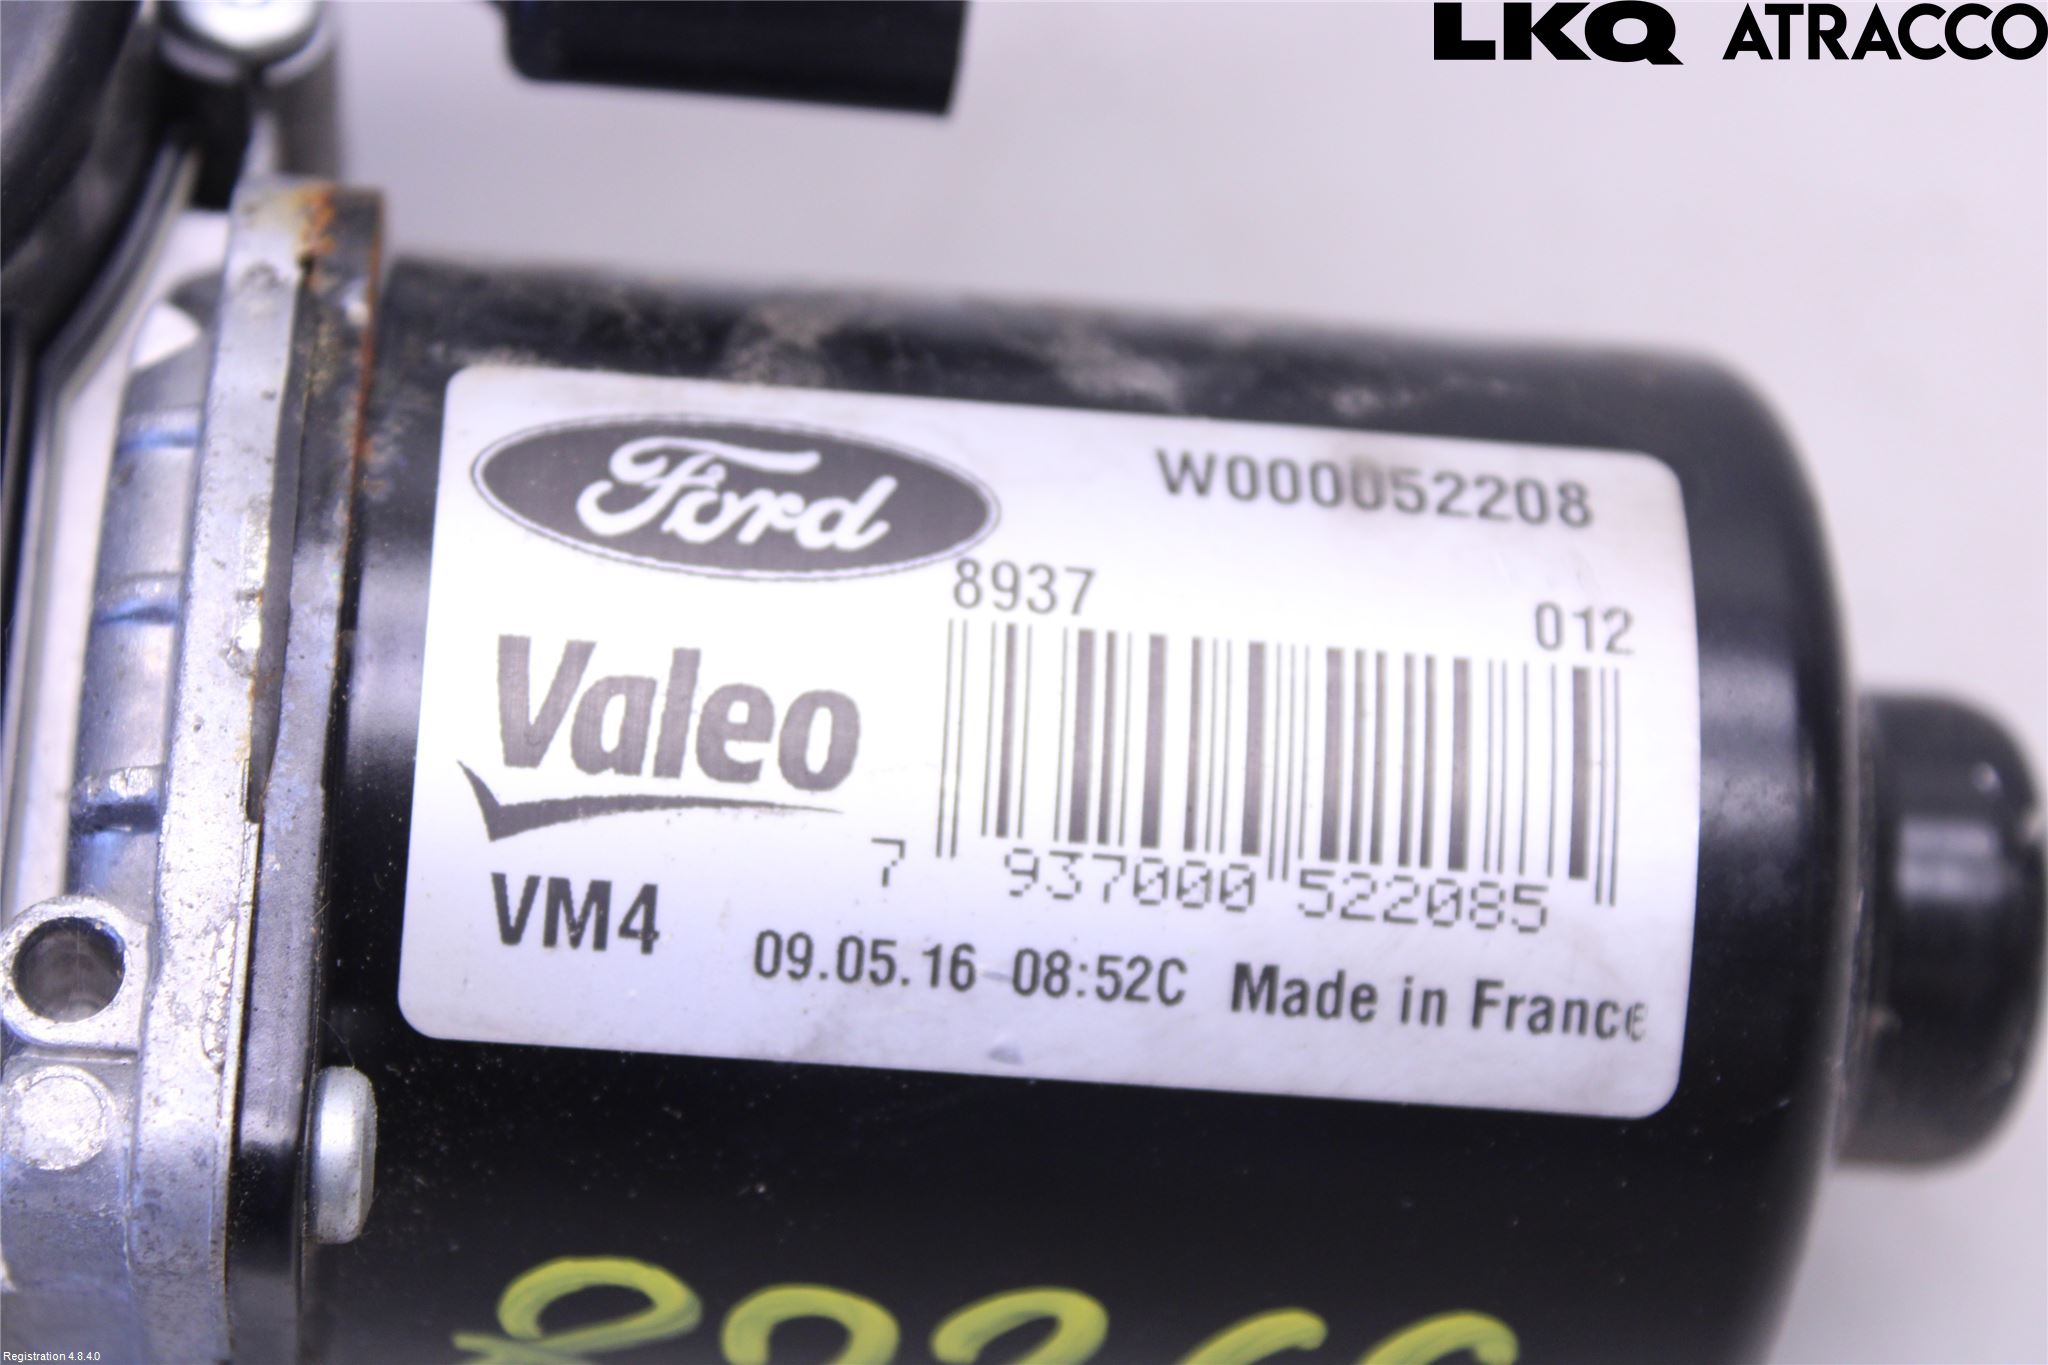 LKQ ATRACCO
Ford
W000052208
8937 012
Valeo
7 937000 522085
VM4
09.05.16 08:52C Made in France
Registration 4.8.4.0